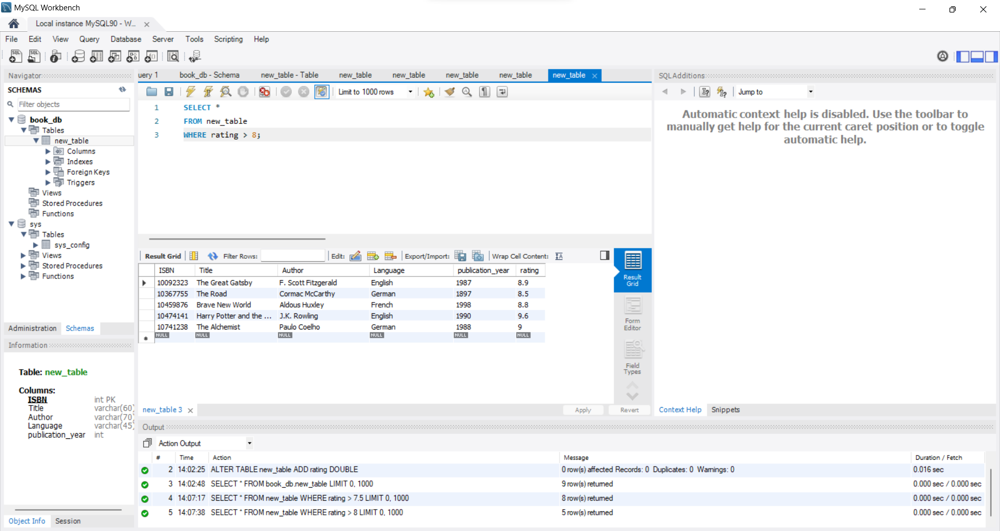 MySQL Workbench
Local instance MySQL90 - W...
File Edit View Query Database Server Tools Scripting Help
Navigator
SCHEMAS
Filter objects
book_db
Tables
new_table
Columns
Indexes
Foreign Keys
Triggers
Views
Stored Procedures
Functions
sys
Tables
sys_config
Views
Stored Procedures
Functions
Administration Schemas
Information
Table: new_table
Columns:
ISBN int PK
Title varchar(60)
Author varchar(70)
Language varchar(45)
publication_year int
Object Info Session
uery 1 book_db - Schema new_table - Table new_table new_table new_table new_table new_table
Limit to 1000 rows
1 SELECT *
2 FROM new_table
3 WHERE rating > 8;
Result Grid Filter Rows: Edit: Export/Import: Wrap Cell Content:
ISBN Title Author Language publication_year rating
10092323 The Great Gatsby F. Scott Fitzgerald English 1987 8.9
10367755 The Road Cormac McCarthy German 1897 8.5
10459876 Brave New World Aldous Huxley French 1998 8.8
10474141 Harry Potter and the ... J.K. Rowling English 1990 9.6
10741238 The Alchemist Paulo Coelho German 1988 9
NULL NULL NULL NULL NULL NULL
Result
Grid
Form
Editor
Field
Types
new_table 3 Apply Revert
SQLAdditions
Jump to
Automatic context help is disabled. Use the toolbar to
manually get help for the current caret position or to toggle
automatic help.
Context Help Snippets
Output
Action Output
# Time Action Message Duration / Fetch
2 14:02:25 ALTER TABLE new_table ADD rating DOUBLE 0 row(s) affected Records: 0 Duplicates: 0 Warnings: 0 0.016 sec
3 14:02:48 SELECT * FROM book_db.new_table LIMIT 0, 1000 9 row(s) returned 0.000 sec / 0.000 sec
4 14:07:17 SELECT * FROM new_table WHERE rating > 7.5 LIMIT 0, 1000 8 row(s) returned 0.000 sec / 0.000 sec
5 14:07:38 SELECT * FROM new_table WHERE rating > 8 LIMIT 0, 1000 5 row(s) returned 0.000 sec / 0.000 sec